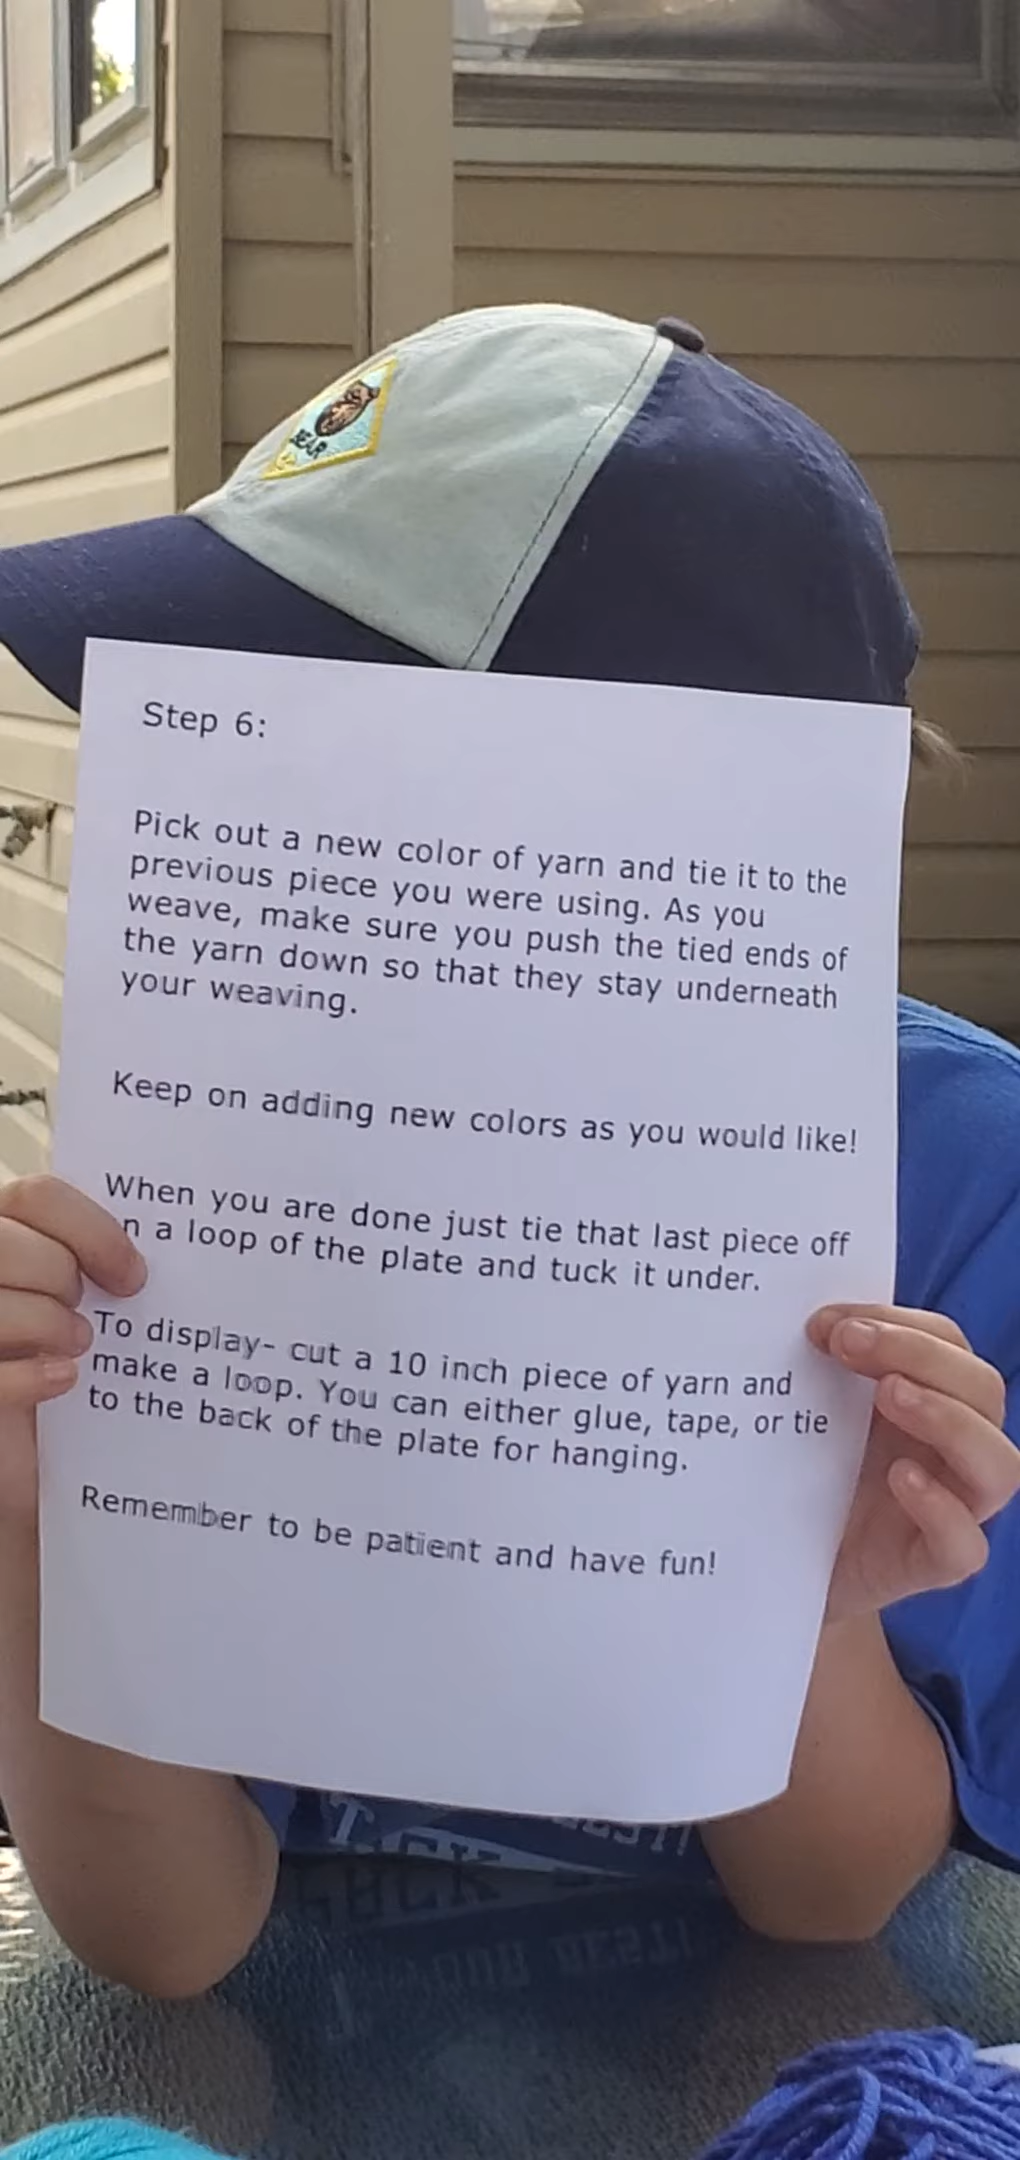 BEAR
Step 6:
Pick out a new color of yarn and tie it to the
previous piece you were using. As you
weave, make sure you push the tied ends of
the yarn down so that they stay underneath
your weaving.
Keep on adding new colors as you would like!
When you are done just tie that last piece off
a loop of the plate and tuck it under.
To display- cut a 10 inch piece of yarn and
make a loop. You can either glue, tape, or tie
to the back of the plate for hanging.
Remember to be patient and have fun!